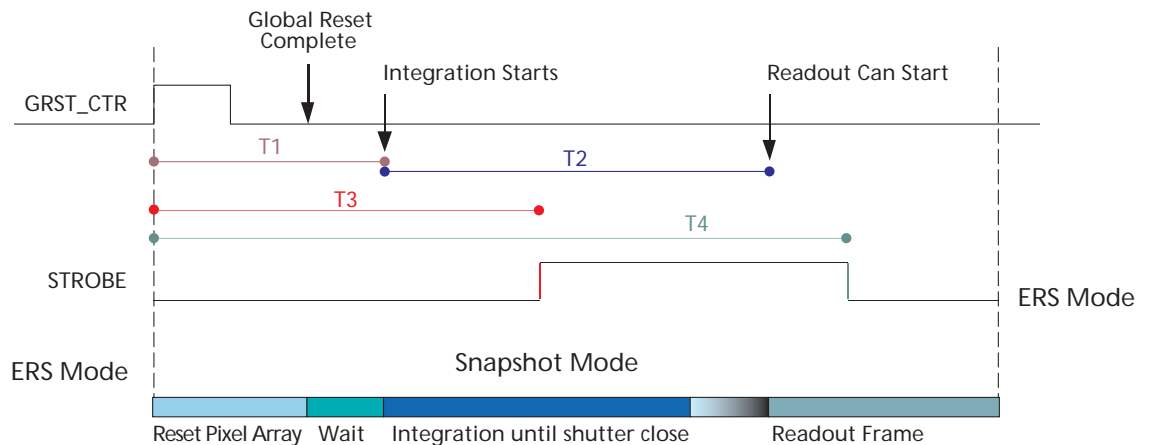 Global Reset
Complete
Integration Starts
Readout Can Start
GRST_CTR
T1
T2
T3
T4
STROBE
ERS Mode
ERS Mode
Snapshot Mode
Reset Pixel Array
Wait
Integration until shutter close
Readout Frame